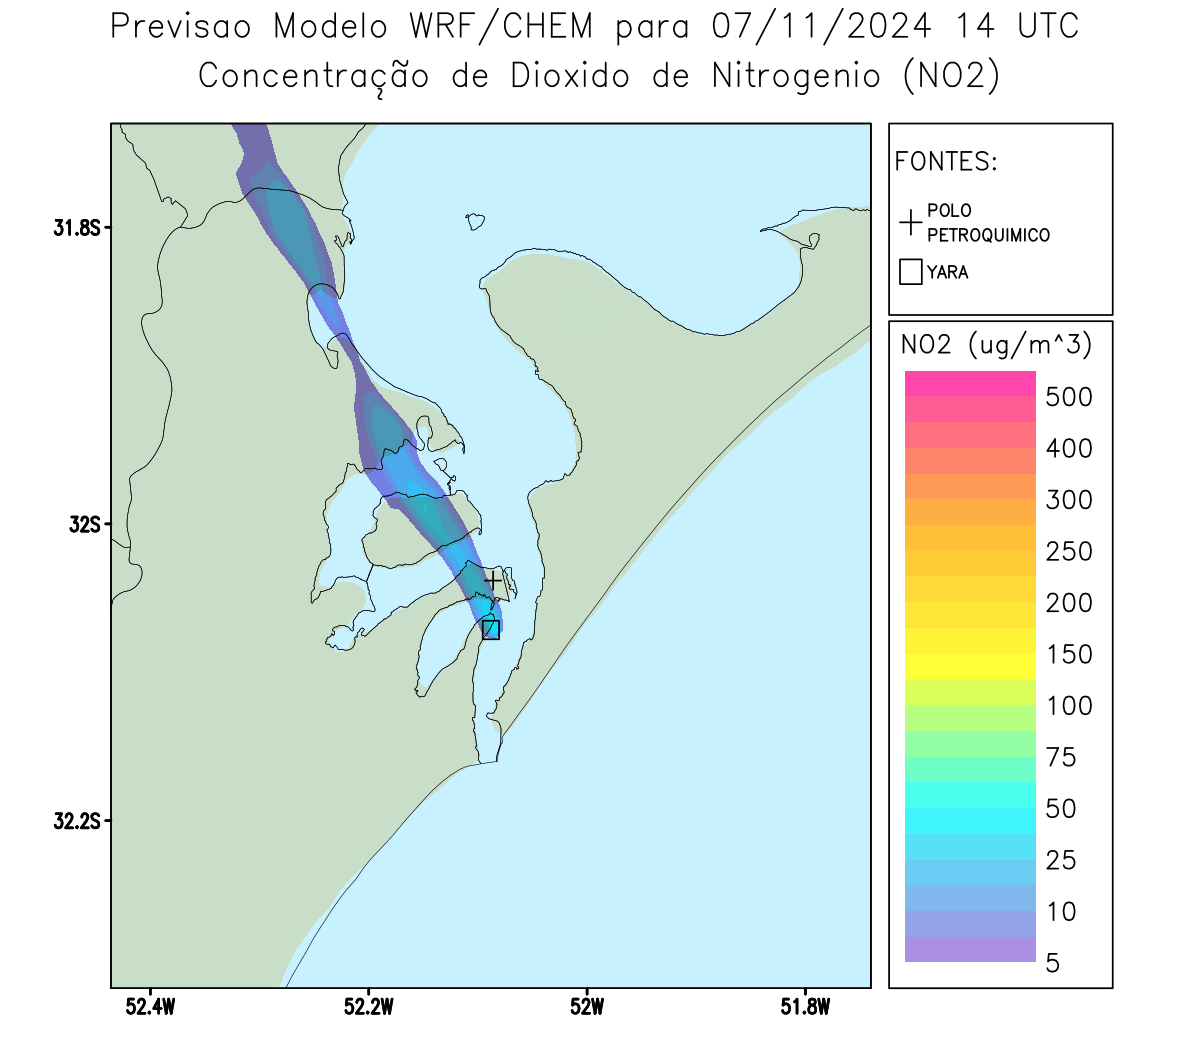 Previsao Modelo WRF/CHEM para 07/11/2024 14 UTC
Concentração de Dioxido de Nitrogenio (NO2)
FONTES:
POLO
PETROQUIMICO
YARA
NO2 (ug/m^3)
500
400
300
250
200
150
100
75
50
25
10
5
31.8S
32S
32.2S
52.4W
52.2W
52W
51.8W